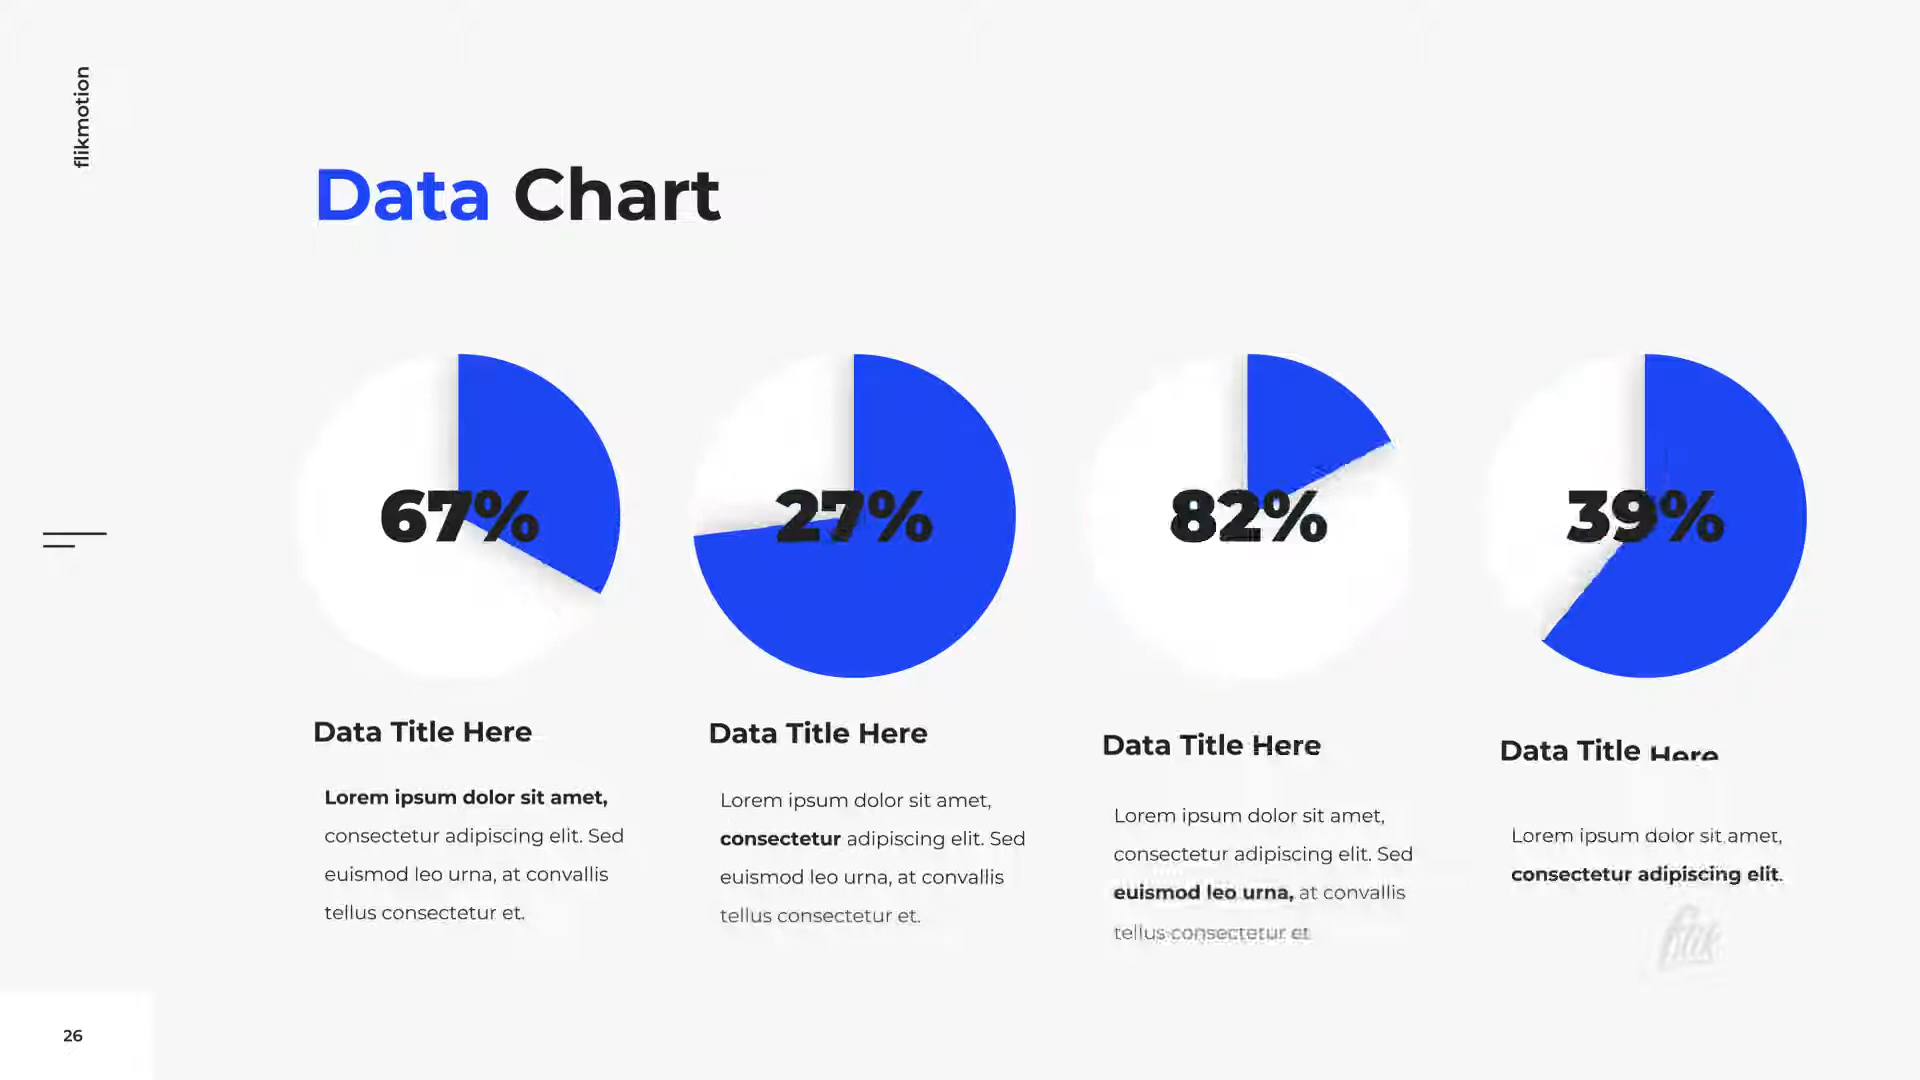 flikmotion
Data Chart
67%
27%
82%
39%
Data Title Here
Lorem ipsum dolor sit amet,
consectetur adipiscing elit. Sed
euismod leo urna, at convallis
tellus consectetur et.
Data Title Here
Lorem ipsum dolor sit amet,
consectetur adipiscing elit. Sed
euismod leo urna, at convallis
tellus consectetur et.
Data Title Here
Lorem ipsum dolor sit amet,
consectetur adipiscing elit. Sed
euismod leo urna, at convallis
tellus consectetur et
Data Title Here
Lorem ipsum dolor sit amet,
consectetur adipiscing elit.
flik
26